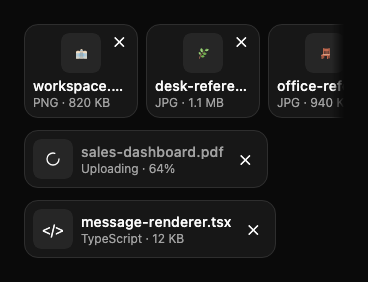 workspace....
PNG · 820 KB
desk-refere...
JPG · 1.1 MB
office-ref
JPG · 940 K
sales-dashboard.pdf
Uploading · 64%
</>
message-renderer.tsx
TypeScript · 12 KB